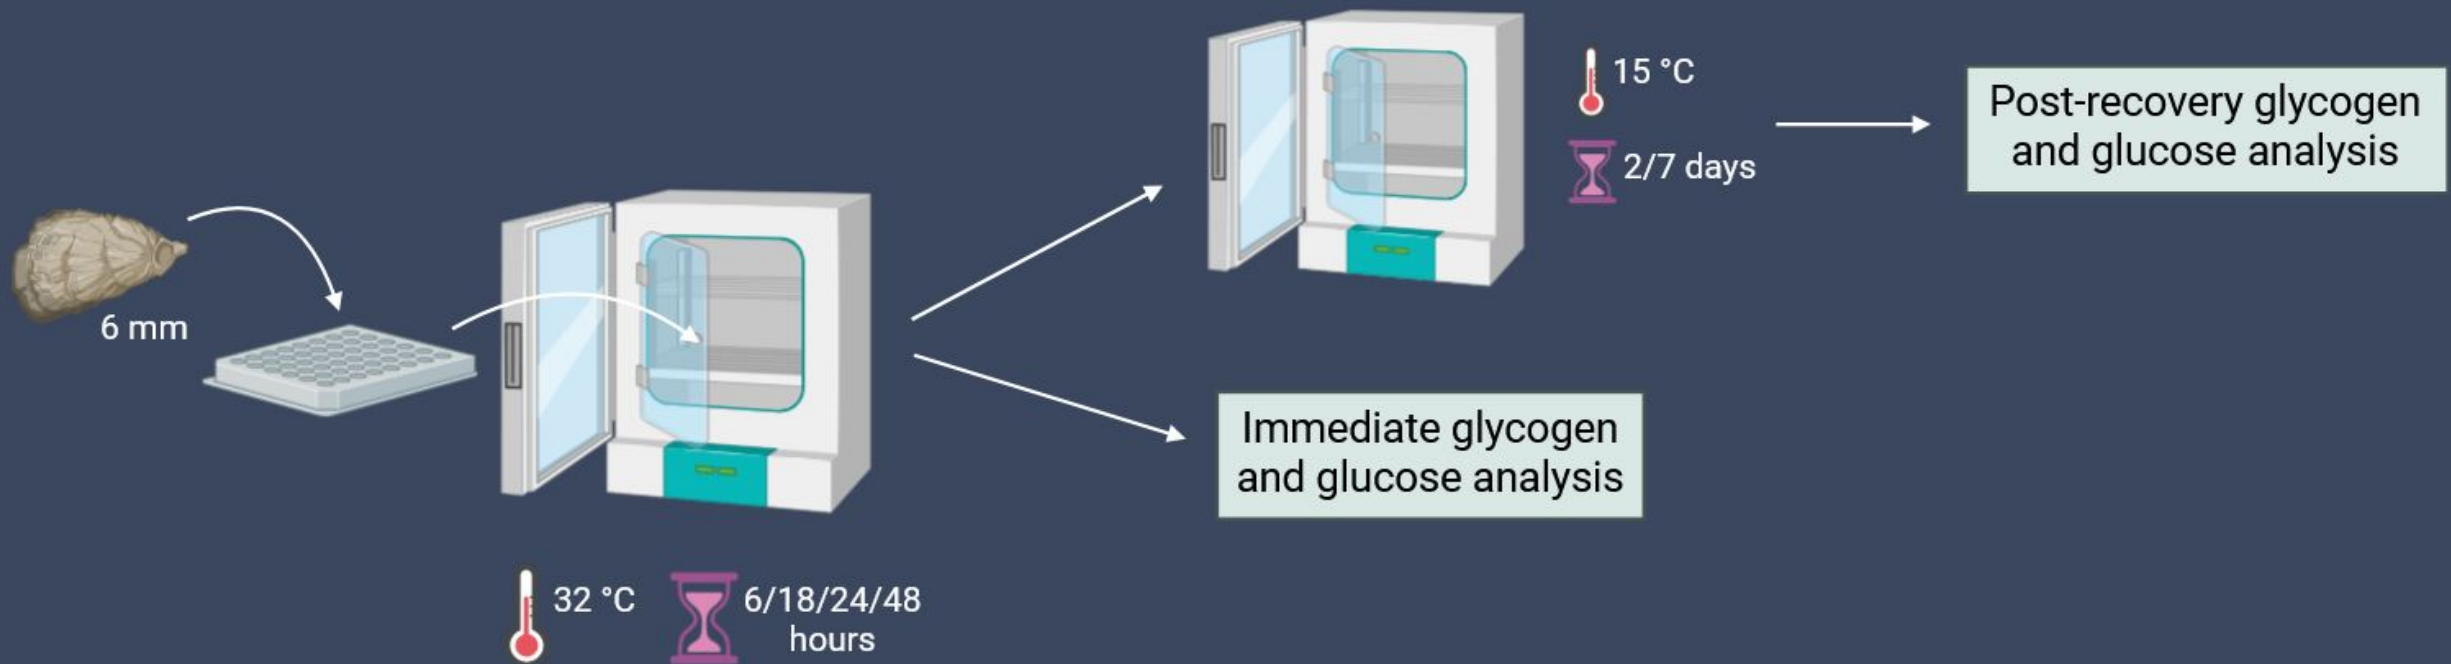 6 mm
32 °C
6/18/24/48
hours
15 °C
2/7 days
Post-recovery glycogen
and glucose analysis
Immediate glycogen
and glucose analysis